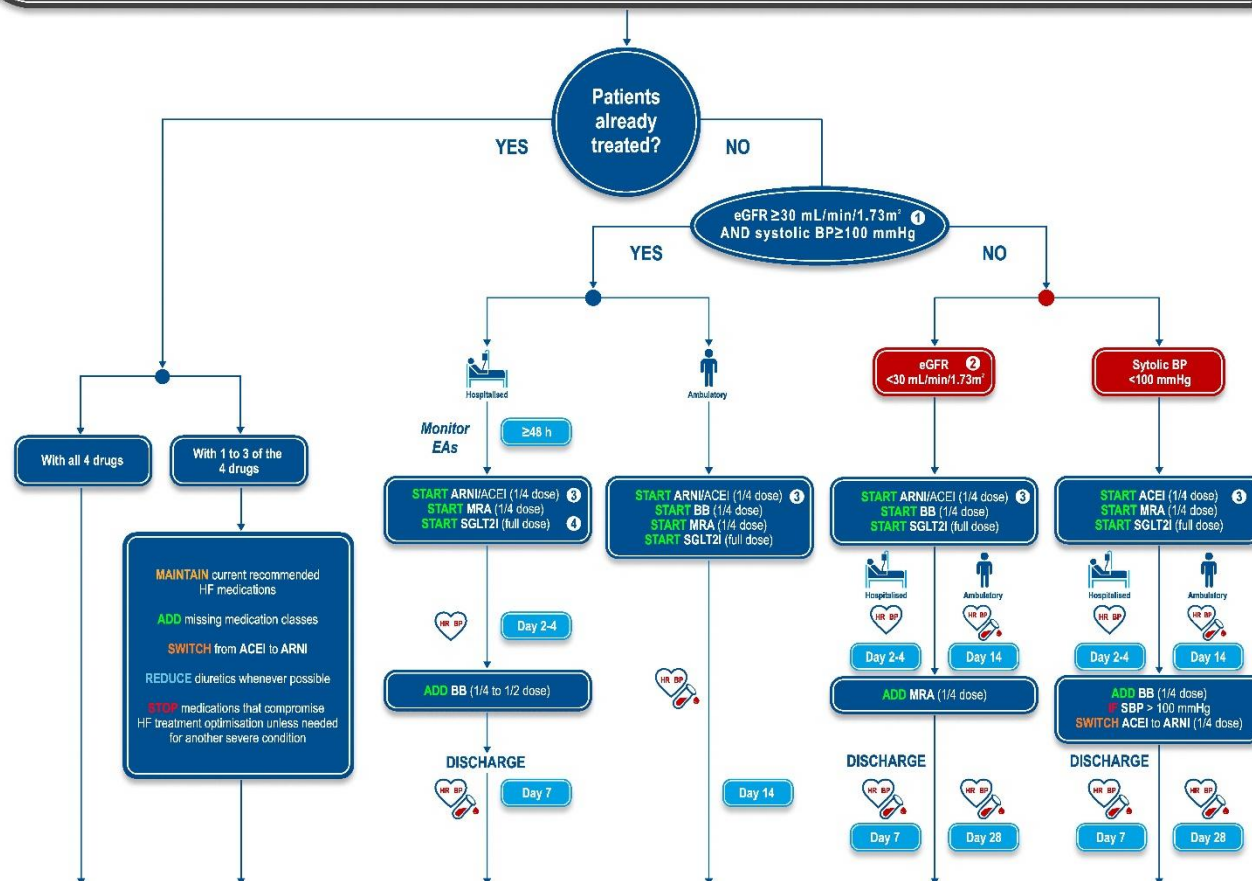 Patients
already
treated?
YES
NO
eGFR ≥30 mL/min/1.73m² 1
AND systolic BP≥100 mmHg
YES
NO
With all 4 drugs
With 1 to 3 of the
4 drugs
MAINTAIN current recommended
HF medications
ADD missing medication classes
SWITCH from ACEI to ARNI
REDUCE diuretics whenever possible
STOP medications that compromise
HF treatment optimisation unless needed
for another severe condition
Hospitalised
Monitor
EAs
≥48 h
START ARNI/ACEI (1/4 dose) 3
START MRA (1/4 dose)
START SGLT2I (full dose) 4
HR BP
Day 2-4
ADD BB (1/4 to 1/2 dose)
DISCHARGE
HR BP
Day 7
Ambulatory
START ARNI/ACEI (1/4 dose) 3
START BB (1/4 dose)
START MRA (1/4 dose)
START SGLT2I (full dose)
HR BP
Day 14
eGFR 2
<30 mL/min/1.73m²
START ARNI/ACEI (1/4 dose) 3
START BB (1/4 dose)
START SGLT2I (full dose)
Hospitalised
Ambulatory
HR BP
HR BP
Day 2-4
Day 14
ADD MRA (1/4 dose)
DISCHARGE
HR BP
HR BP
Day 7
Day 28
Sytolic BP
<100 mmHg
START ACEI (1/4 dose) 3
START MRA (1/4 dose)
START SGLT2I (full dose)
Hospitalised
Ambulatory
HR BP
HR BP
Day 2-4
Day 14
ADD BB (1/4 dose)
IF SBP > 100 mmHg
SWITCH ACEI to ARNI (1/4 dose)
DISCHARGE
HR BP
HR BP
Day 7
Day 28